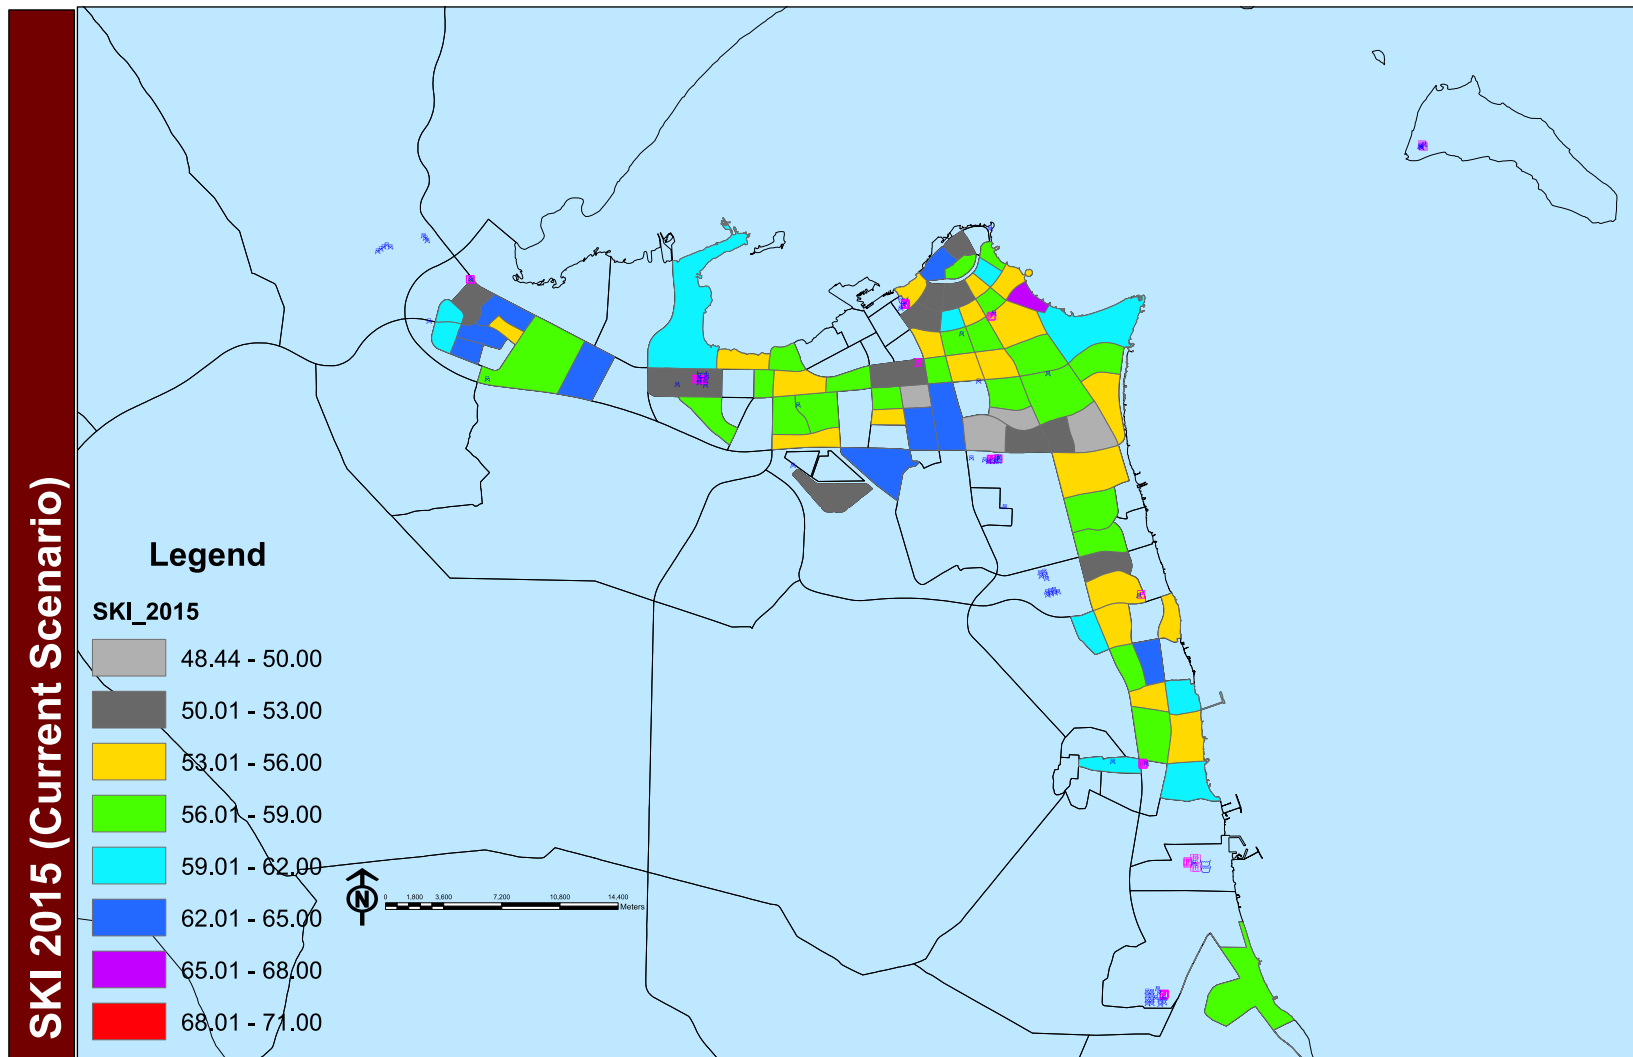 SKI 2015 (Current Scenario)
Legend
SKI_2015
48.44 - 50.00
50.01 - 53.00
53.01 - 56.00
56.01 - 59.00
59.01 - 62.00
62.01 - 65.00
65.01 - 68.00
68.01 - 71.00
N
0 1,800 3,600 7,200 10,800 14,400
Meters